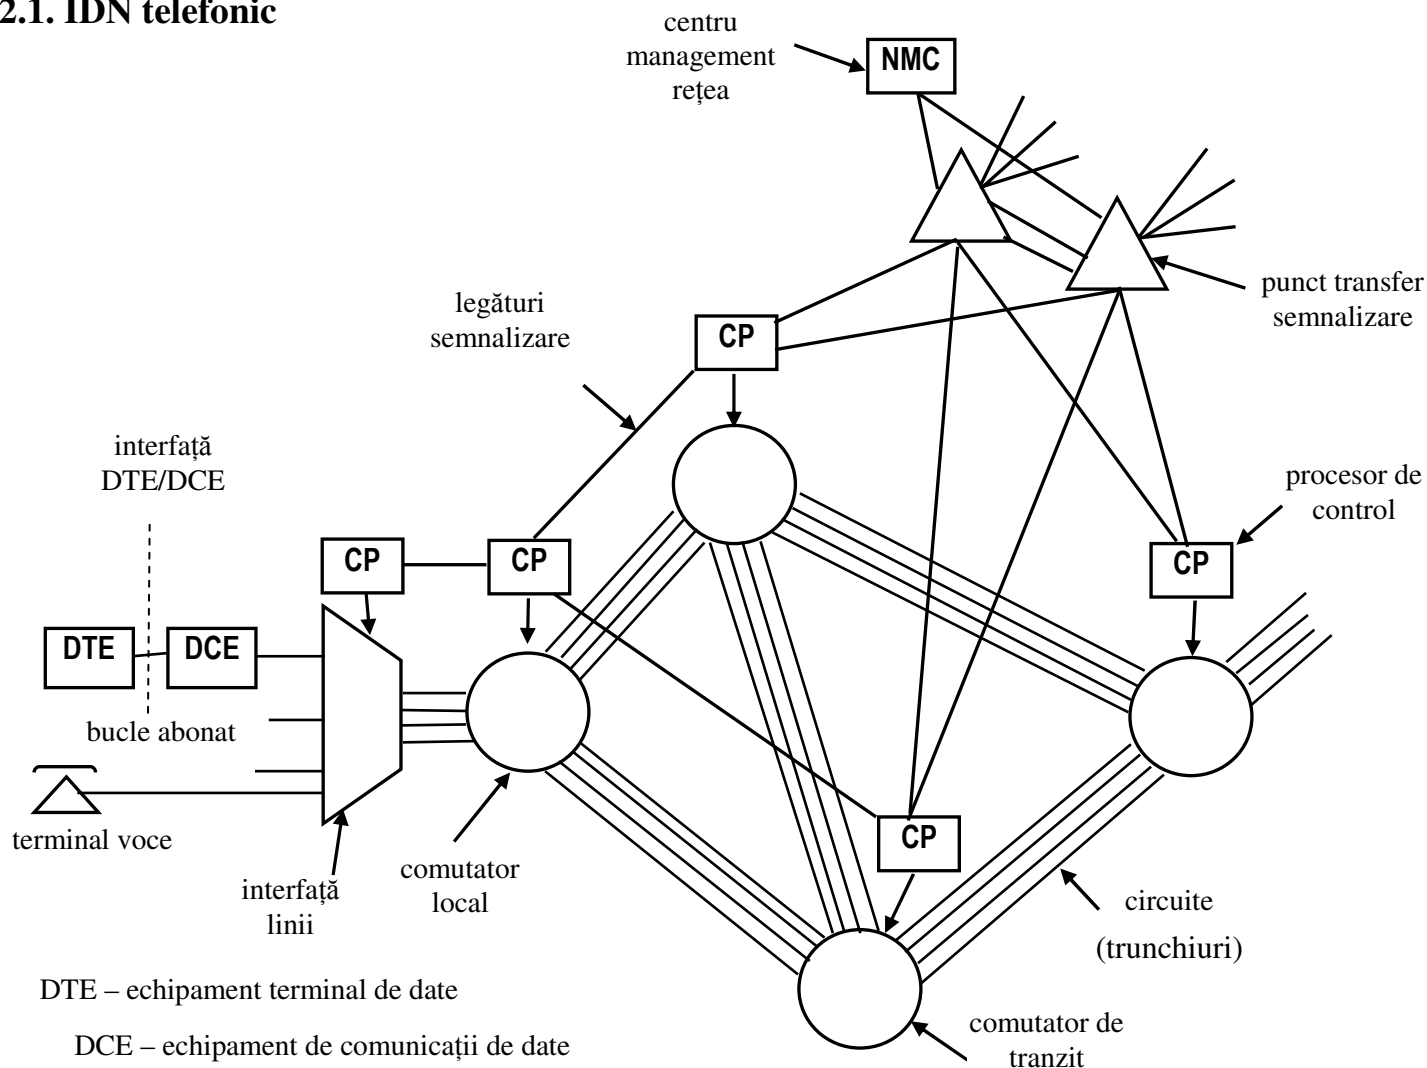 2.1. IDN telefonic
centru
management
rețea
NMC
punct transfer
semnalizare
legături
semnalizare
CP
interfață
DTE/DCE
procesor de
control
CP
CP
CP
DTE
DCE
bucle abonat
terminal voce
interfață
linii
comutator
local
CP
circuite
(trunchiuri)
DTE – echipament terminal de date
comutator de
tranzit
DCE – echipament de comunicații de date